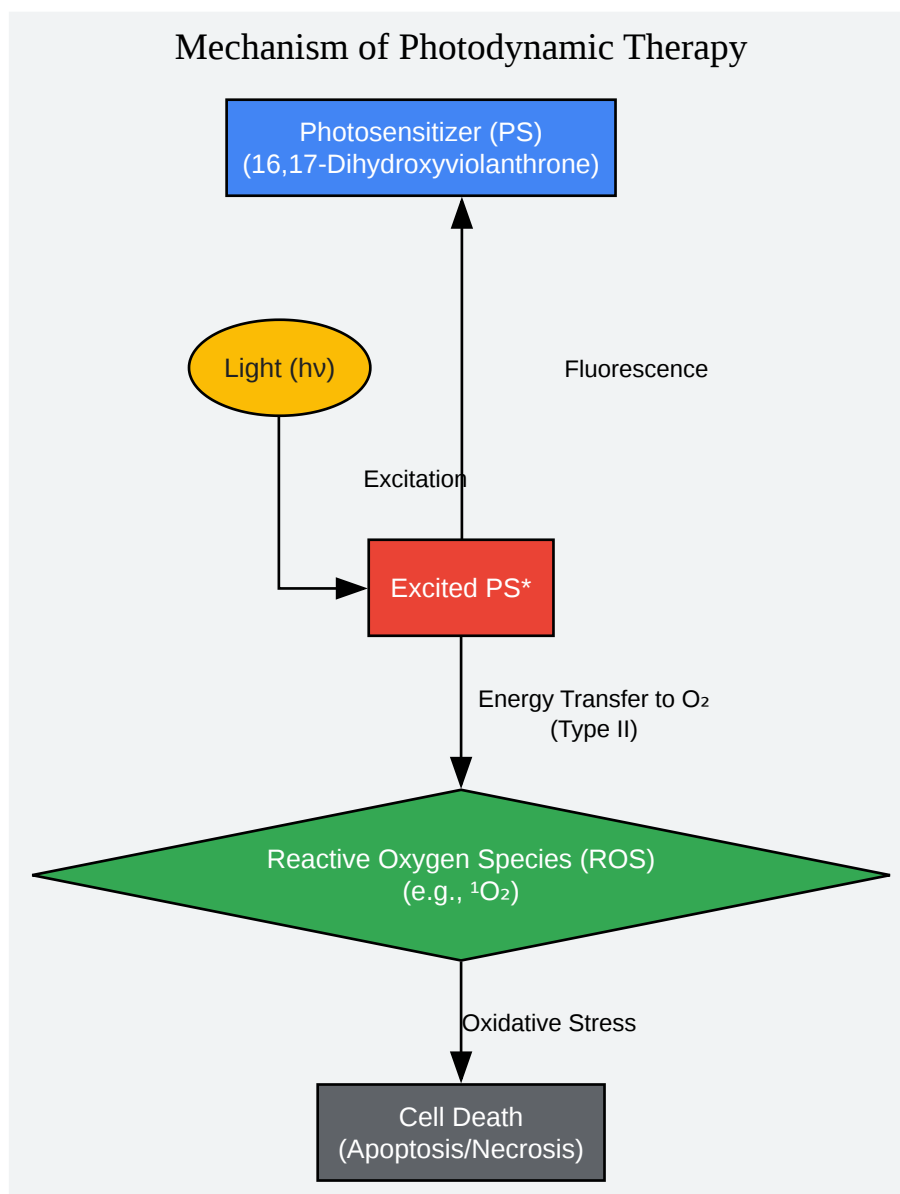 Mechanism of Photodynamic Therapy
Photosensitizer (PS)
(16,17-Dihydroxyviolanthrone)
Light (hν)
Fluorescence
Excitation
Excited PS*
Energy Transfer to O₂
(Type II)
Reactive Oxygen Species (ROS)
(e.g., ¹O₂)
Oxidative Stress
Cell Death
(Apoptosis/Necrosis)